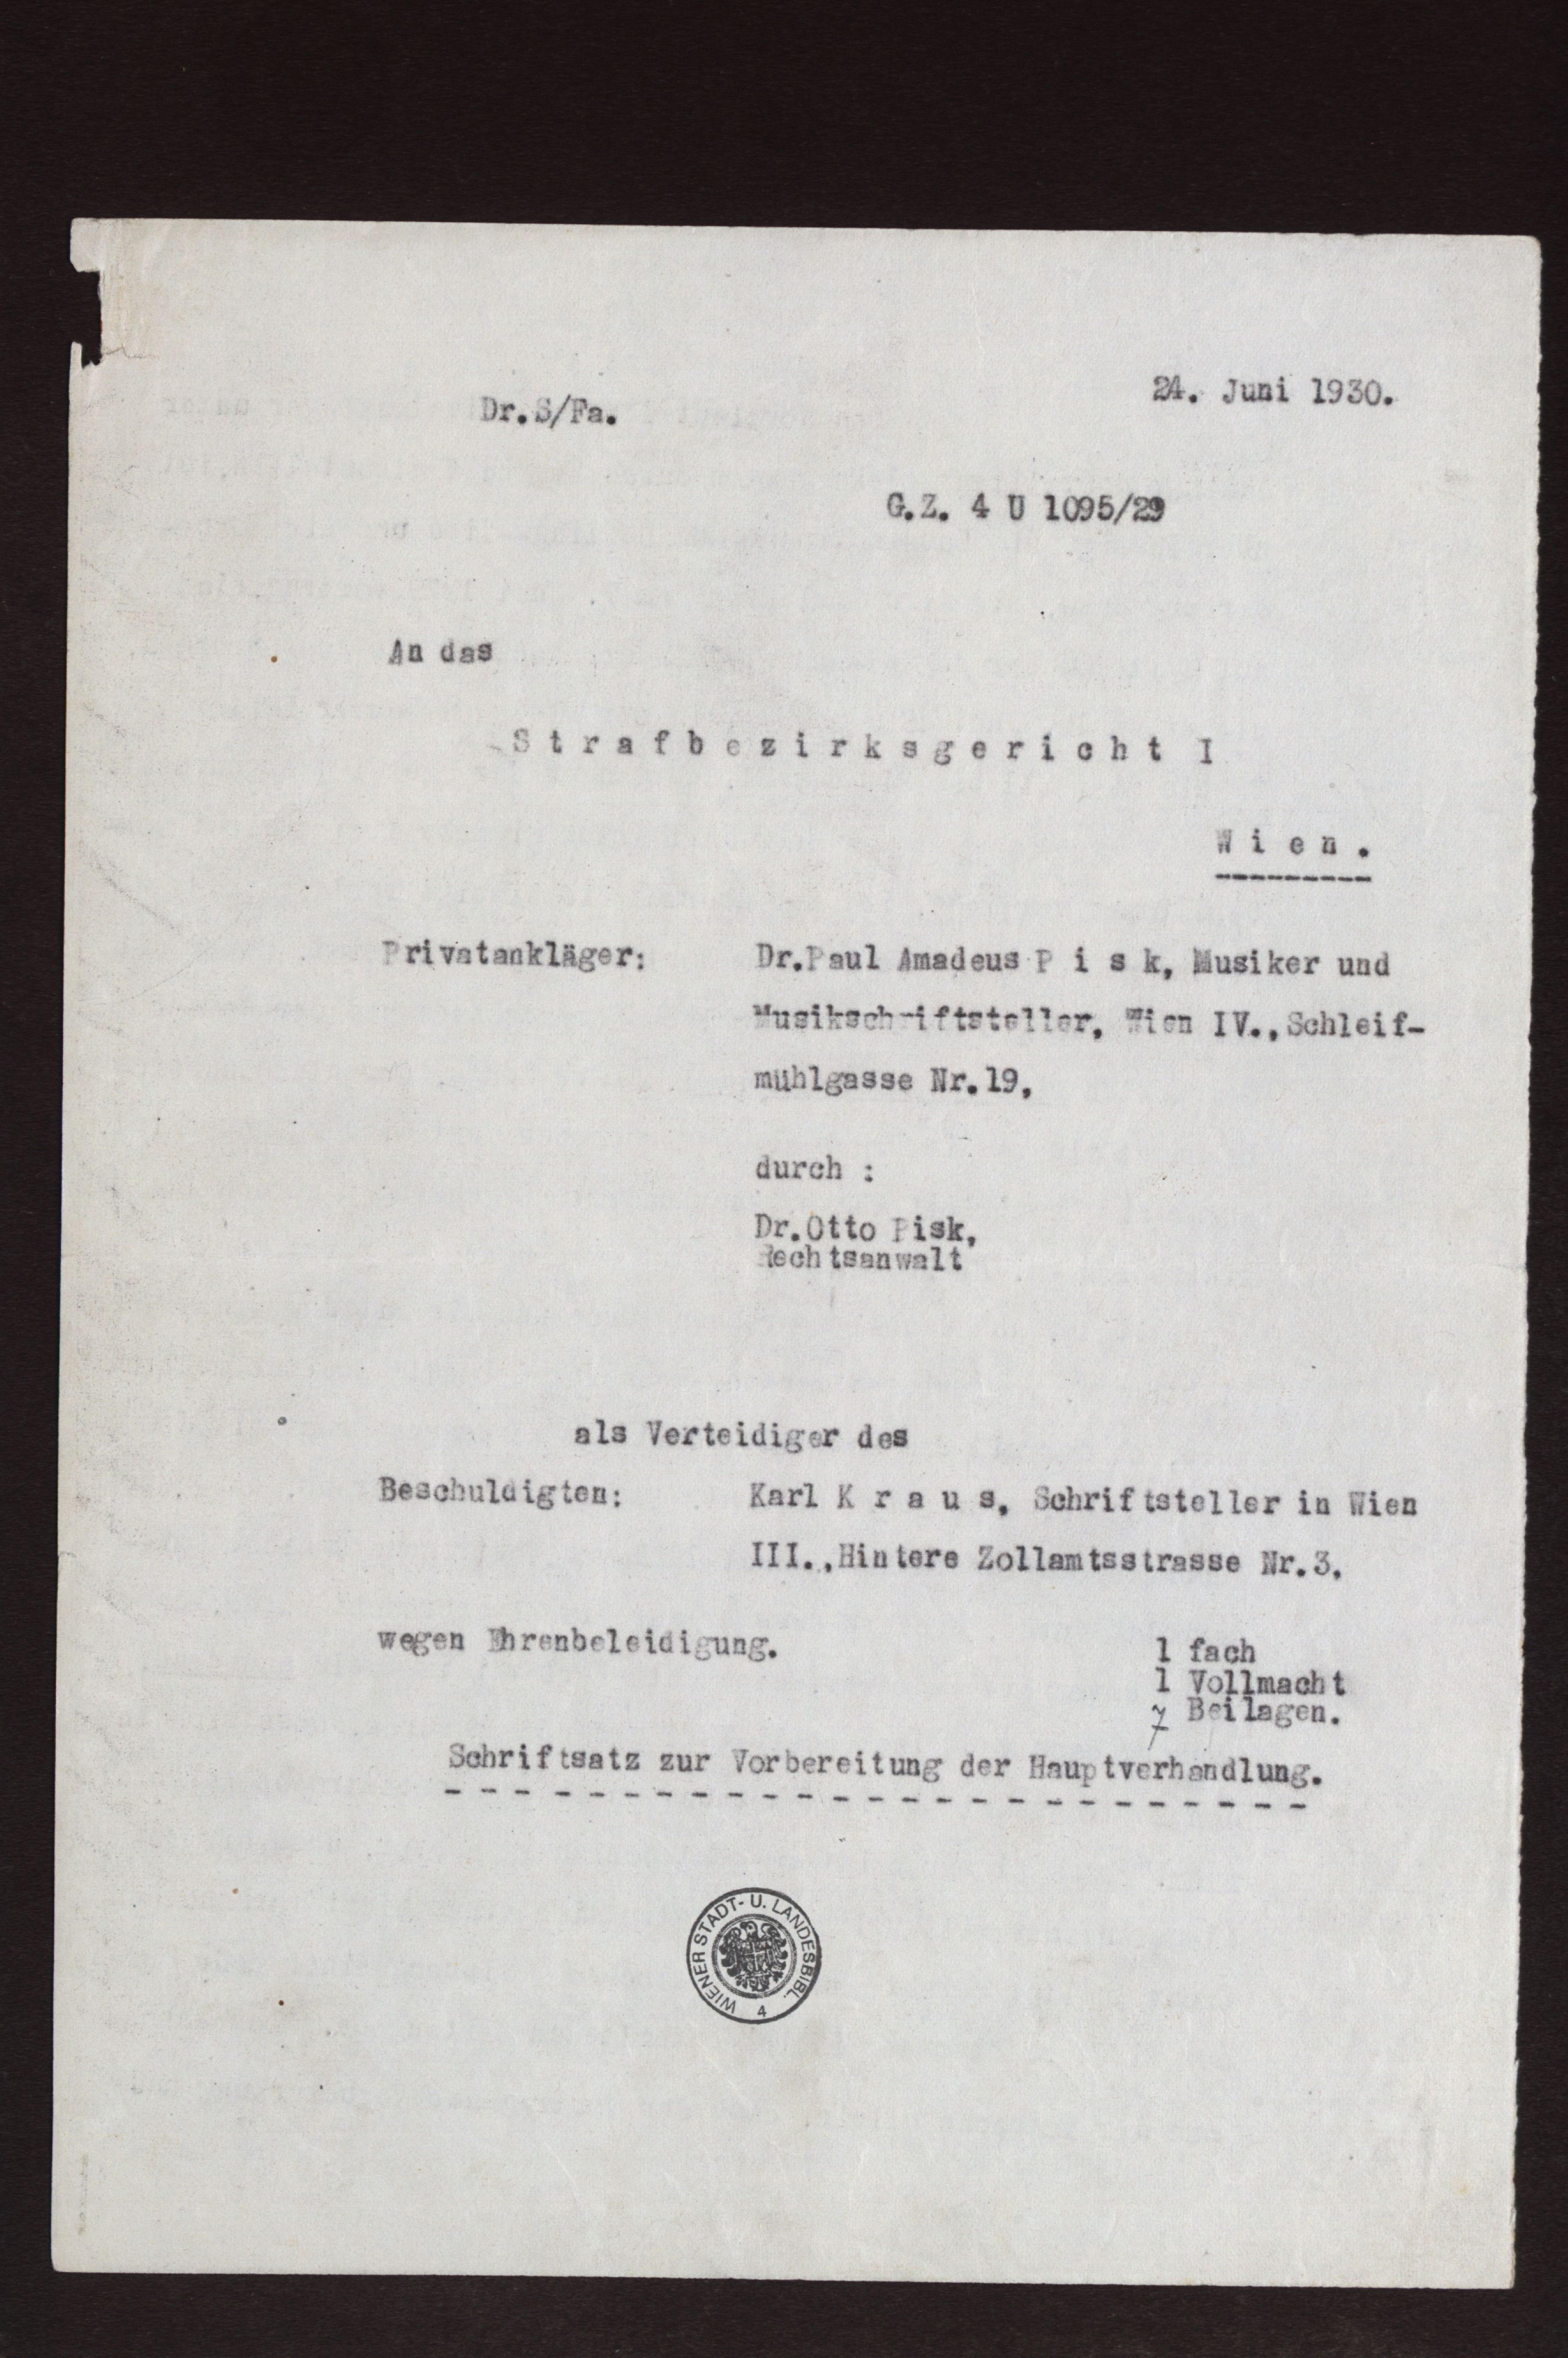 24. Juni 1930.
Dr.S/Fa.
G.Z. 4 U 1095/29
An das
S t r a f b e z i r k s g e r i c h t I
W i e n .
Privatankläger:
Dr.Paul Amadeus P i s k, Musiker und
Musikschriftsteller, Wien IV.,Schleif-
mühlgasse Nr.19,
durch :
Dr.Otto Pisk,
Rechtsanwalt
als Verteidiger des
Beschuldigten:
Karl K r a u s, Schriftsteller in Wien
III.,Hintere Zollamtsstrasse Nr.3,
wegen Ehrenbeleidigung.
1 fach
1 Vollmacht
7 Beilagen.
Schriftsatz zur Vorbereitung der Hauptverhandlung.
WIENER STADT- U. LANDESBIBL.
4